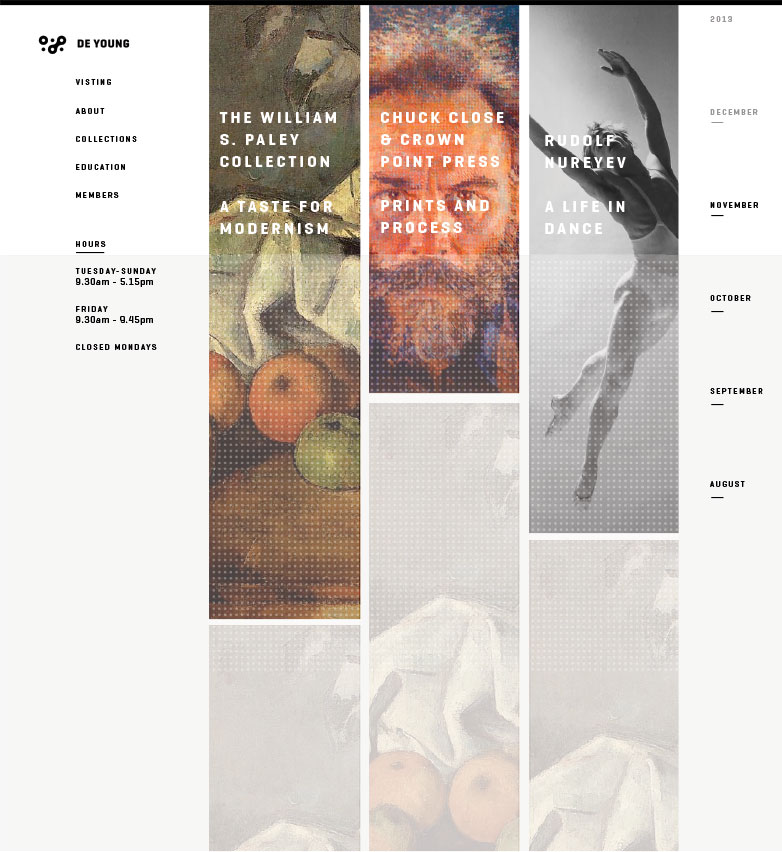 DE YOUNG
VISTING
ABOUT
COLLECTIONS
EDUCATION
MEMBERS
HOURS
TUESDAY-SUNDAY
9.30am - 5.15pm
FRIDAY
9.30am - 9.45pm
CLOSED MONDAYS
THE WILLIAM
S. PALEY
COLLECTION
A TASTE FOR
MODERNISM
CHUCK CLOSE
& CROWN
POINT PRESS
PRINTS AND
PROCESS
RUDOLF
NUREYEV
A LIFE IN
DANCE
2013
DECEMBER
NOVEMBER
OCTOBER
SEPTEMBER
AUGUST